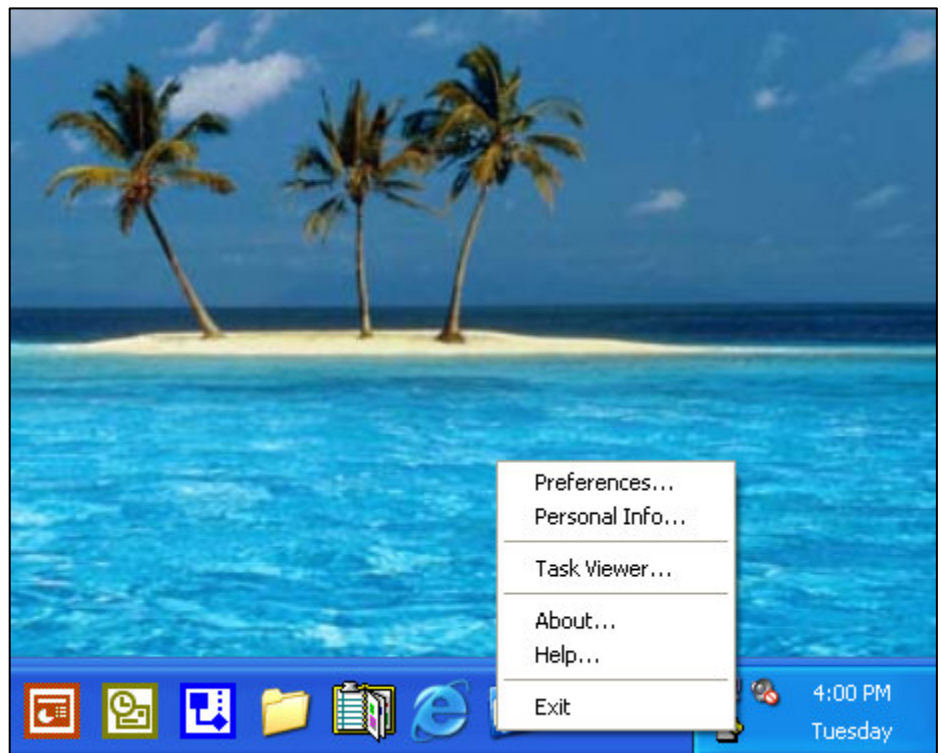 Preferences...
Personal Info...
Task Viewer...
About...
Help...
Exit
4:00 PM
Tuesday